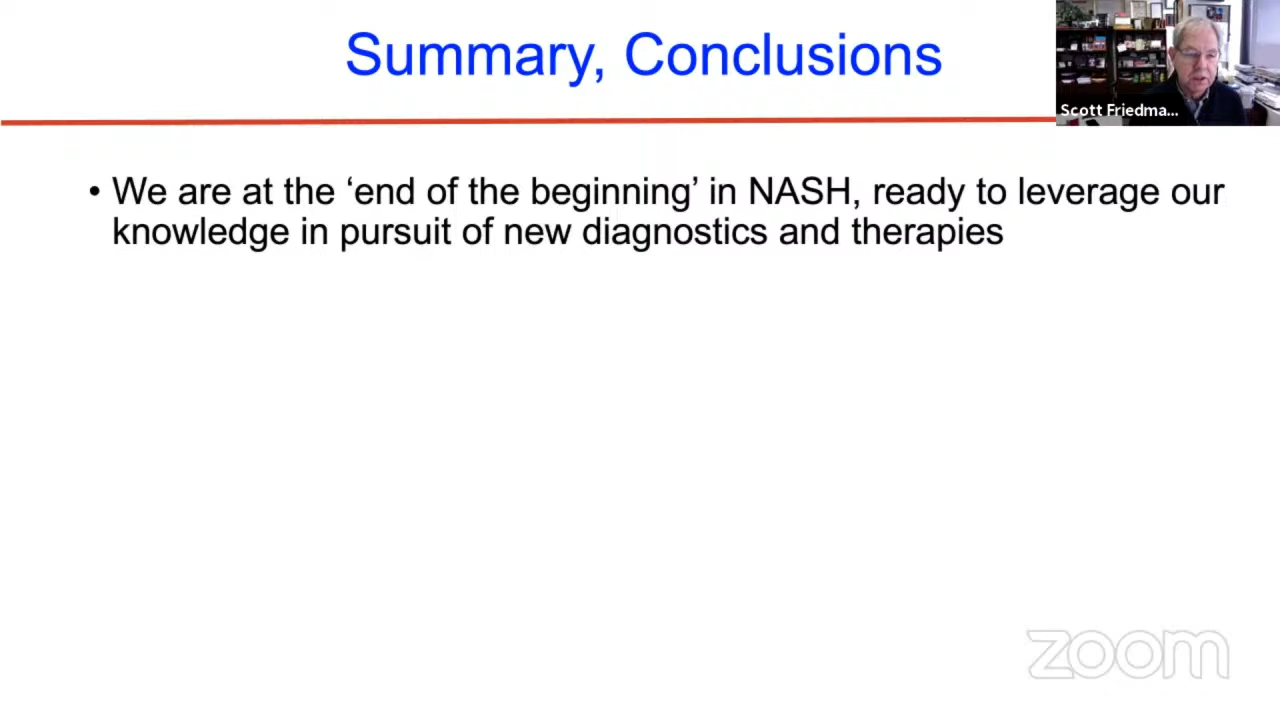 Summary, Conclusions
Scott Friedma...
• We are at the ‘end of the beginning’ in NASH, ready to leverage our
knowledge in pursuit of new diagnostics and therapies
zoom